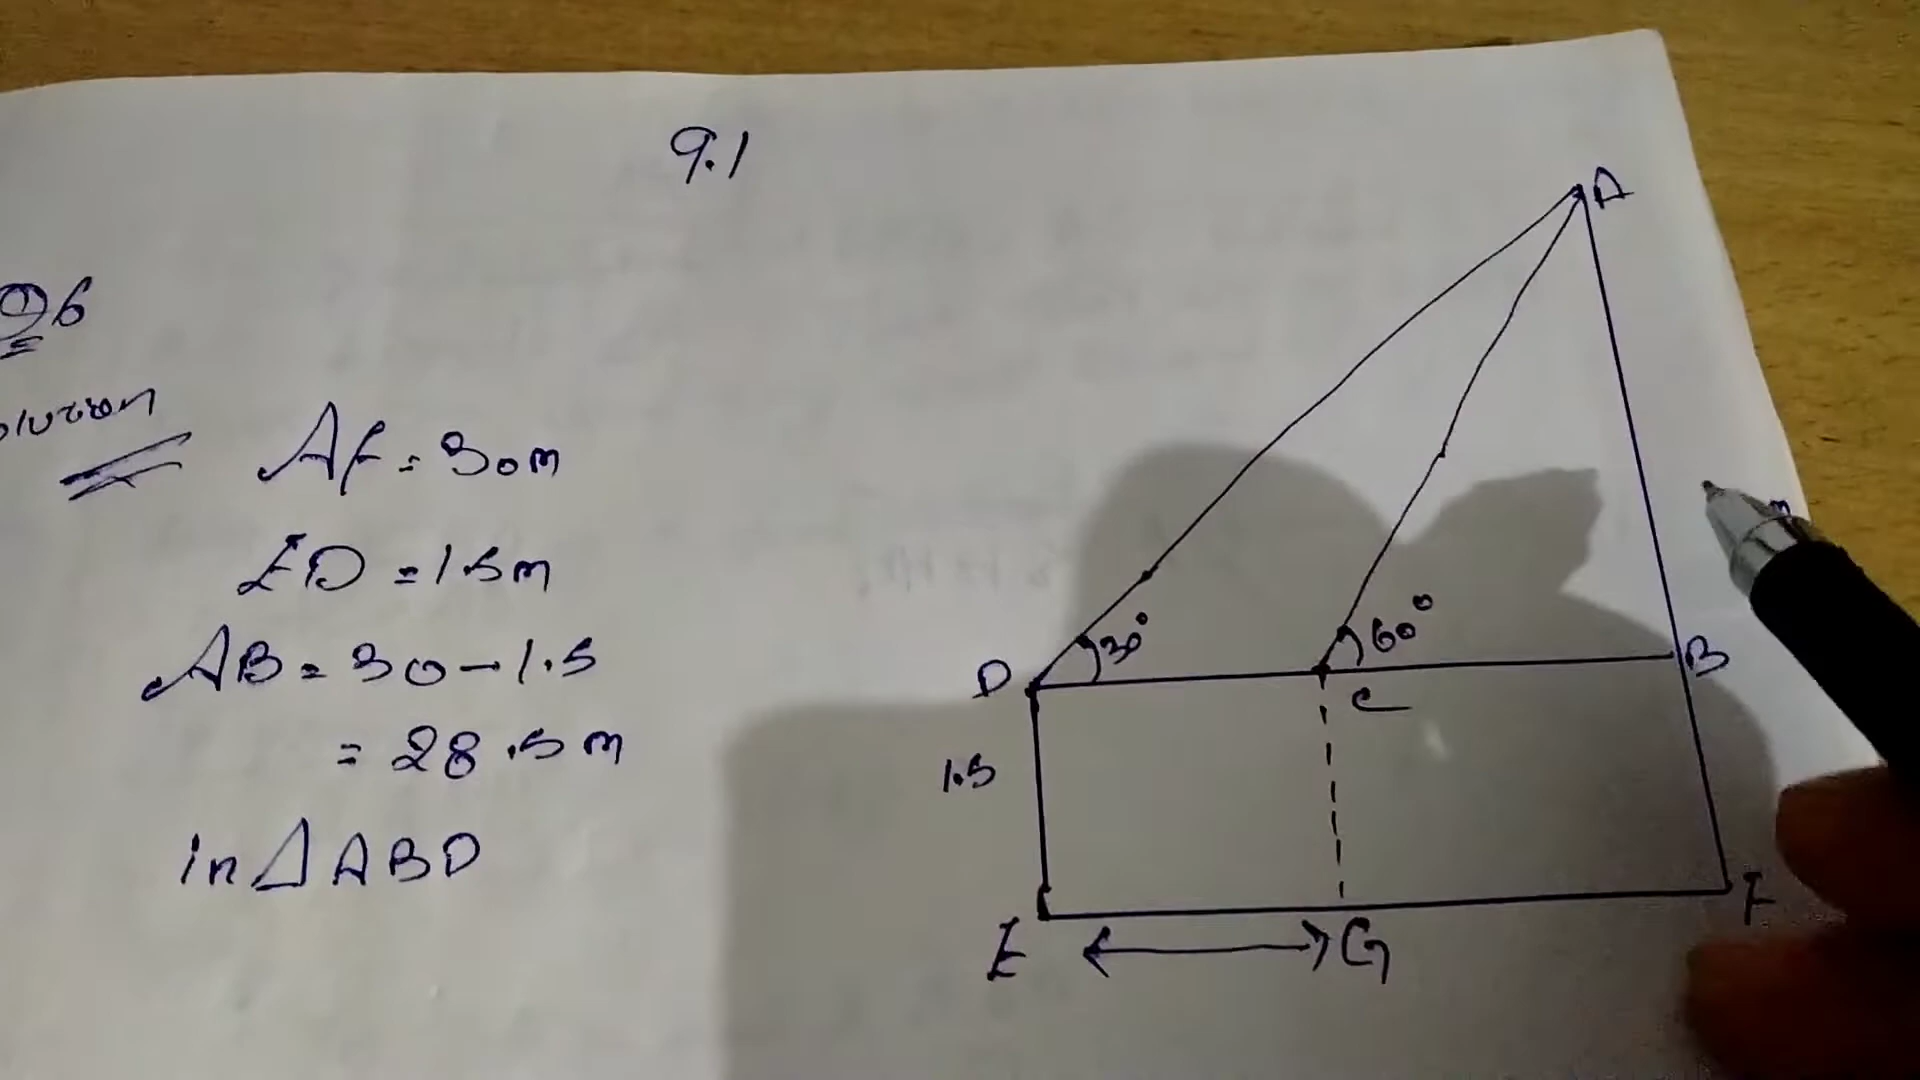 9.1
Q6
olution
AF = 30m
ED = 1.5m
AB = 30 - 1.5
= 28.5m
in △ABD
A
30°
60°
D
C
B
m
1.5
E
G
F